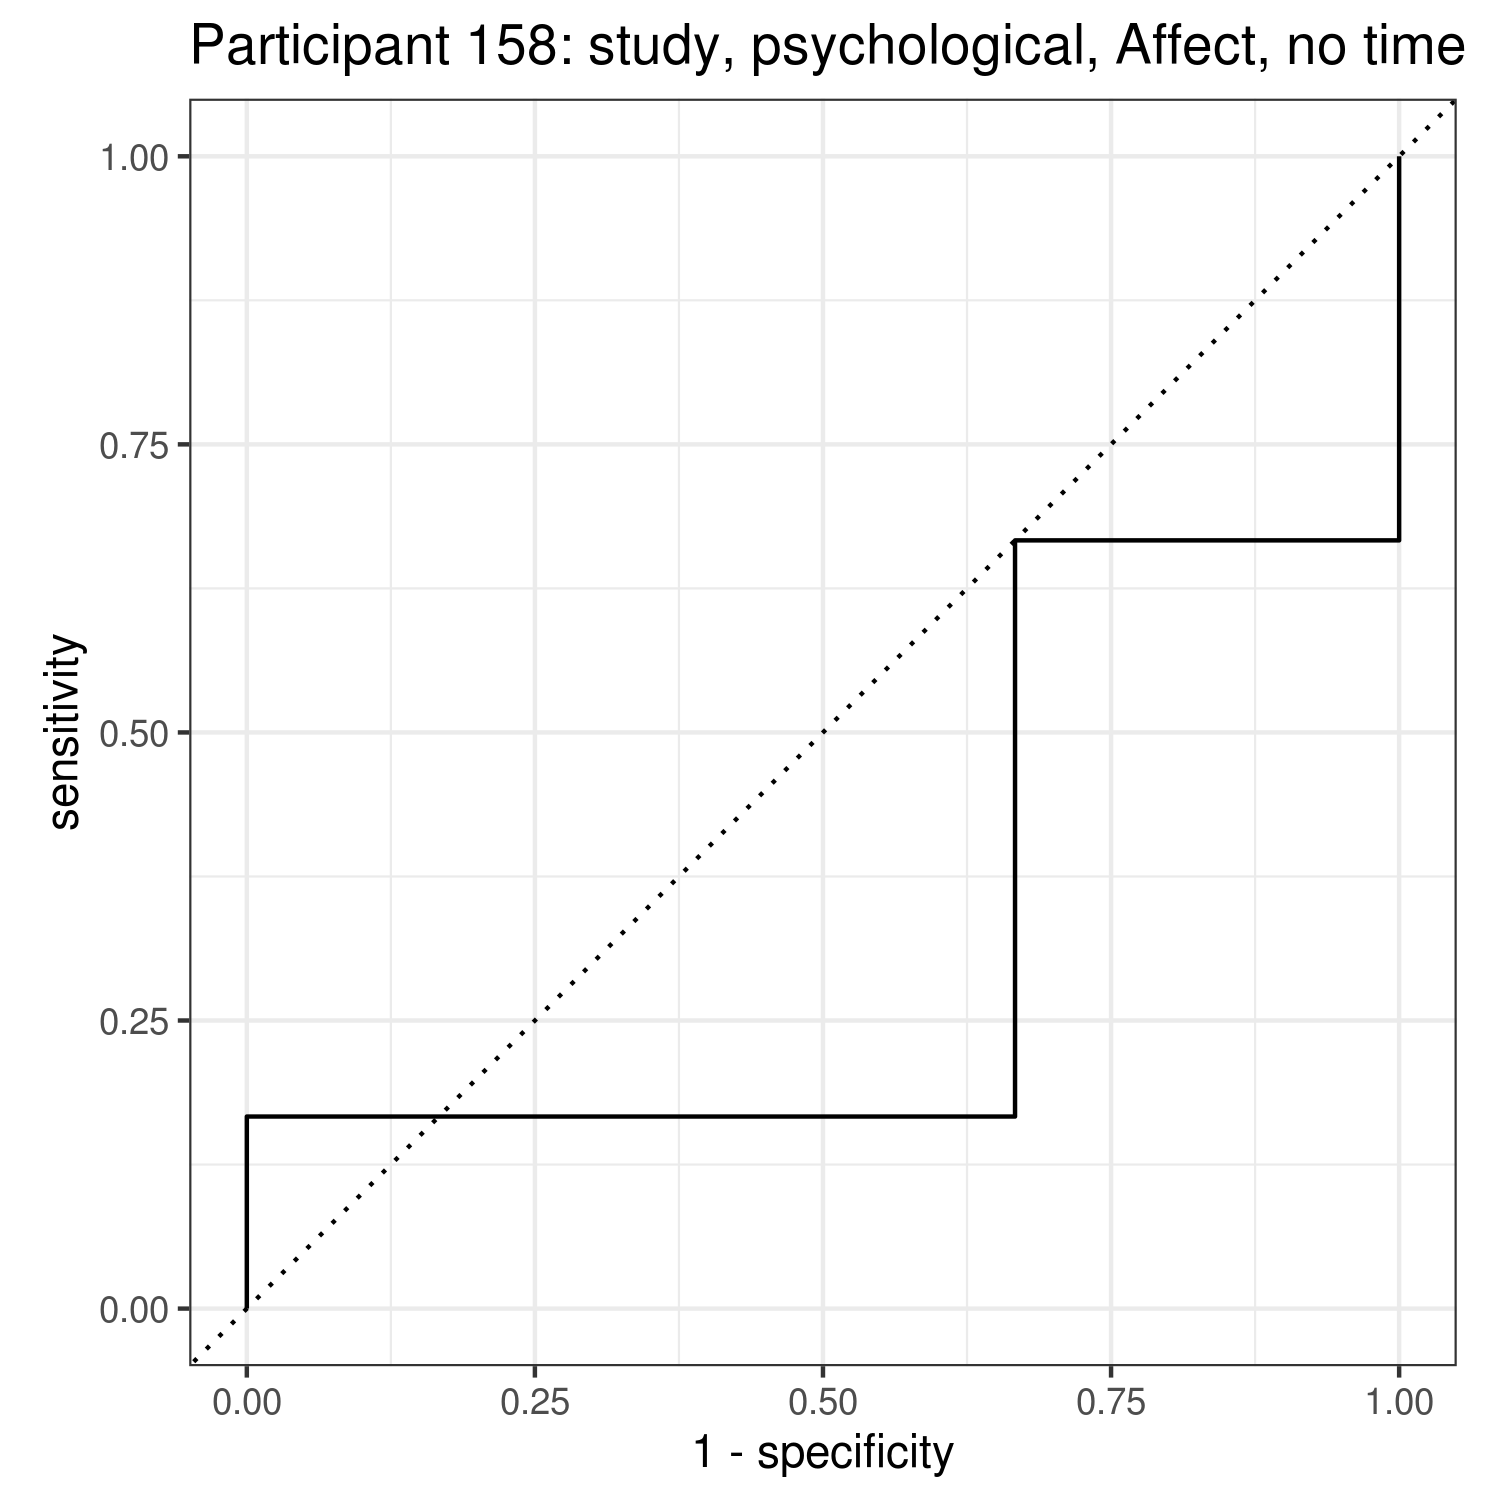 Participant 158: study, psychological, Affect, no time
sensitivity
1.00
0.75
0.50
0.25
0.00
0.00 0.25 0.50 0.75 1.00
1 - specificity